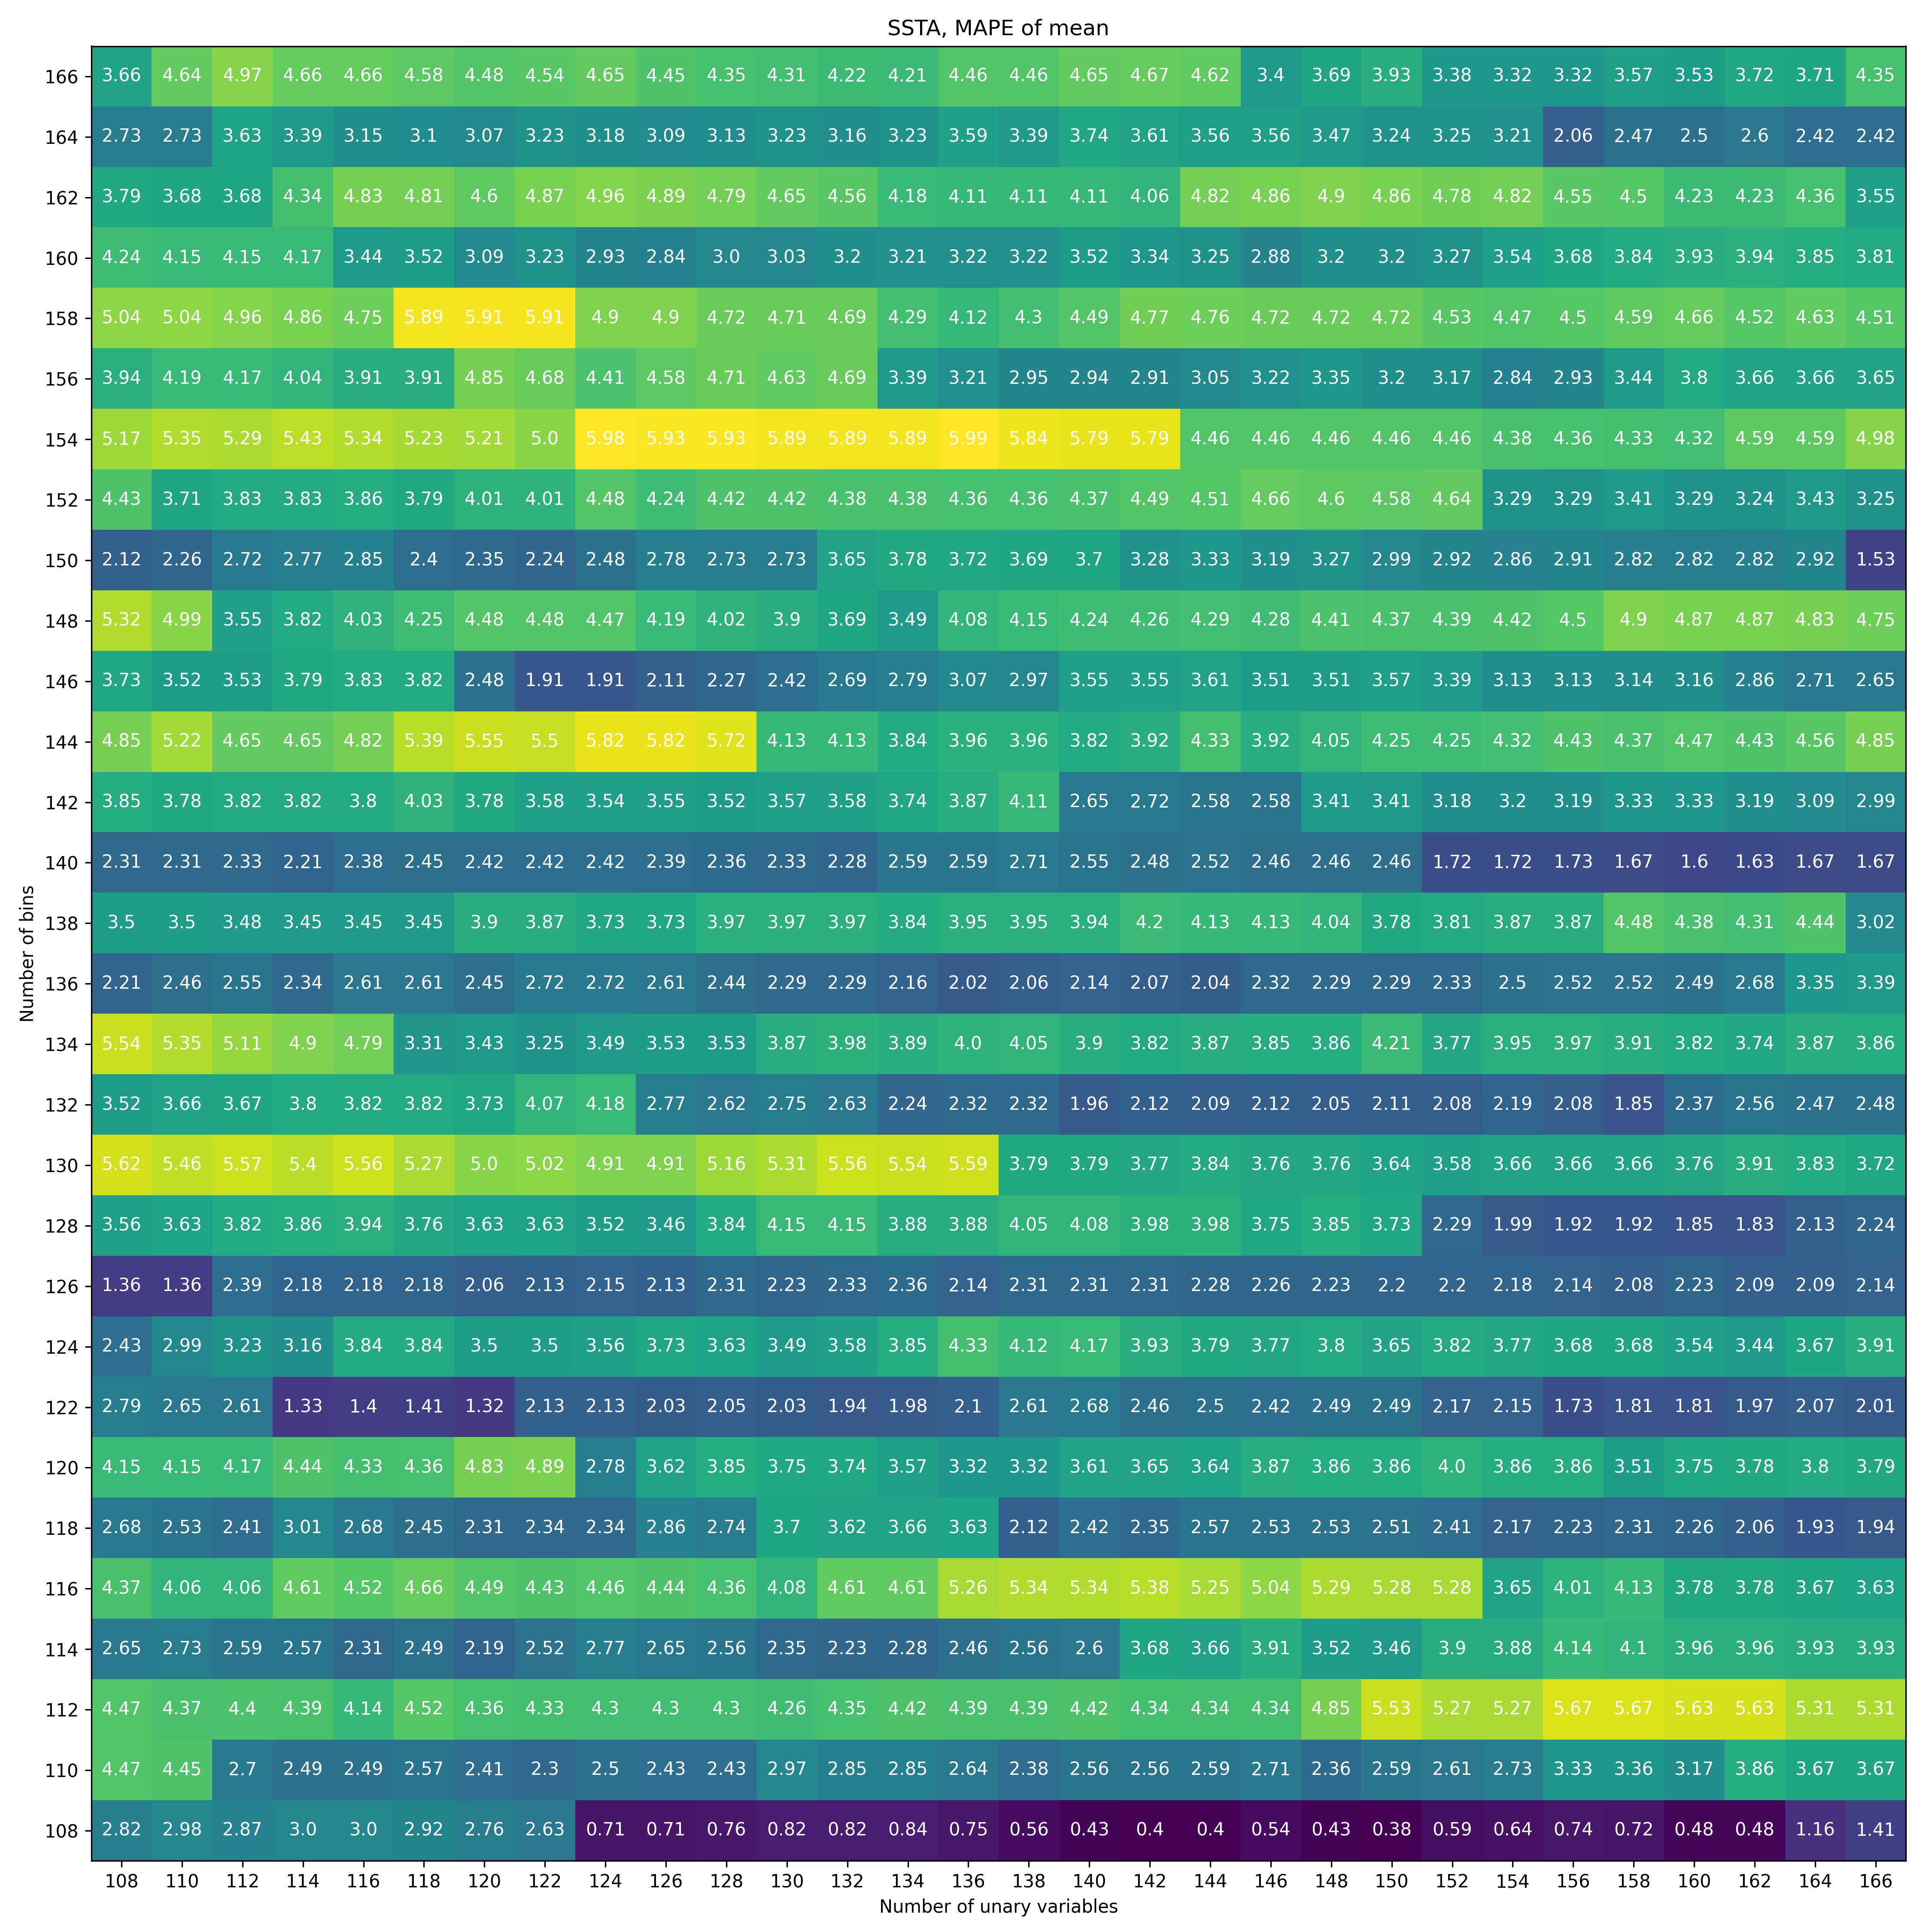 SSTA, MAPE of mean
166 3.66 4.64 4.97 4.66 4.66 4.58 4.48 4.54 4.65 4.45 4.35 4.31 4.22 4.21 4.46 4.46 4.65 4.67 4.62 3.4 3.69 3.93 3.38 3.32 3.32 3.57 3.53 3.72 3.71 4.35
164 2.73 2.73 3.63 3.39 3.15 3.1 3.07 3.23 3.18 3.09 3.13 3.23 3.16 3.23 3.59 3.39 3.74 3.61 3.56 3.56 3.47 3.24 3.25 3.21 2.06 2.47 2.5 2.6 2.42 2.42
162 3.79 3.68 3.68 4.34 4.83 4.81 4.6 4.87 4.96 4.89 4.79 4.65 4.56 4.18 4.11 4.11 4.11 4.06 4.82 4.86 4.9 4.86 4.78 4.82 4.55 4.5 4.23 4.23 4.36 3.55
160 4.24 4.15 4.15 4.17 3.44 3.52 3.09 3.23 2.93 2.84 3.0 3.03 3.2 3.21 3.22 3.22 3.52 3.34 3.25 2.88 3.2 3.2 3.27 3.54 3.68 3.84 3.93 3.94 3.85 3.81
158 5.04 5.04 4.96 4.86 4.75 5.89 5.91 5.91 4.9 4.9 4.72 4.71 4.69 4.29 4.12 4.3 4.49 4.77 4.76 4.72 4.72 4.72 4.53 4.47 4.5 4.59 4.66 4.52 4.63 4.51
156 3.94 4.19 4.17 4.04 3.91 3.91 4.85 4.68 4.41 4.58 4.71 4.63 4.69 3.39 3.21 2.95 2.94 2.91 3.05 3.22 3.35 3.2 3.17 2.84 2.93 3.44 3.8 3.66 3.66 3.65
154 5.17 5.35 5.29 5.43 5.34 5.23 5.21 5.0 5.98 5.93 5.93 5.89 5.89 5.89 5.99 5.84 5.79 5.79 4.46 4.46 4.46 4.46 4.46 4.38 4.36 4.33 4.32 4.59 4.59 4.98
152 4.43 3.71 3.83 3.83 3.86 3.79 4.01 4.01 4.48 4.24 4.42 4.42 4.38 4.38 4.36 4.36 4.37 4.49 4.51 4.66 4.6 4.58 4.64 3.29 3.29 3.41 3.29 3.24 3.43 3.25
150 2.12 2.26 2.72 2.77 2.85 2.4 2.35 2.24 2.48 2.78 2.73 2.73 3.65 3.78 3.72 3.69 3.7 3.28 3.33 3.19 3.27 2.99 2.92 2.86 2.91 2.82 2.82 2.82 2.92 1.53
148 5.32 4.99 3.55 3.82 4.03 4.25 4.48 4.48 4.47 4.19 4.02 3.9 3.69 3.49 4.08 4.15 4.24 4.26 4.29 4.28 4.41 4.37 4.39 4.42 4.5 4.9 4.87 4.87 4.83 4.75
146 3.73 3.52 3.53 3.79 3.83 3.82 2.48 1.91 1.91 2.11 2.27 2.42 2.69 2.79 3.07 2.97 3.55 3.55 3.61 3.51 3.51 3.57 3.39 3.13 3.13 3.14 3.16 2.86 2.71 2.65
144 4.85 5.22 4.65 4.65 4.82 5.39 5.55 5.5 5.82 5.82 5.72 4.13 4.13 3.84 3.96 3.96 3.82 3.92 4.33 3.92 4.05 4.25 4.25 4.32 4.43 4.37 4.47 4.43 4.56 4.85
142 3.85 3.78 3.82 3.82 3.8 4.03 3.78 3.58 3.54 3.55 3.52 3.57 3.58 3.74 3.87 4.11 2.65 2.72 2.58 2.58 3.41 3.41 3.18 3.2 3.19 3.33 3.33 3.19 3.09 2.99
140 2.31 2.31 2.33 2.21 2.38 2.45 2.42 2.42 2.42 2.39 2.36 2.33 2.28 2.59 2.59 2.71 2.55 2.48 2.52 2.46 2.46 2.46 1.72 1.72 1.73 1.67 1.6 1.63 1.67 1.67
138 3.5 3.5 3.48 3.45 3.45 3.45 3.9 3.87 3.73 3.73 3.97 3.97 3.97 3.84 3.95 3.95 3.94 4.2 4.13 4.13 4.04 3.78 3.81 3.87 3.87 4.48 4.38 4.31 4.44 3.02
136 2.21 2.46 2.55 2.34 2.61 2.61 2.45 2.72 2.72 2.61 2.44 2.29 2.29 2.16 2.02 2.06 2.14 2.07 2.04 2.32 2.29 2.29 2.33 2.5 2.52 2.52 2.49 2.68 3.35 3.39
134 5.54 5.35 5.11 4.9 4.79 3.31 3.43 3.25 3.49 3.53 3.53 3.87 3.98 3.89 4.0 4.05 3.9 3.82 3.87 3.85 3.86 4.21 3.77 3.95 3.97 3.91 3.82 3.74 3.87 3.86
132 3.52 3.66 3.67 3.8 3.82 3.82 3.73 4.07 4.18 2.77 2.62 2.75 2.63 2.24 2.32 2.32 1.96 2.12 2.09 2.12 2.05 2.11 2.08 2.19 2.08 1.85 2.37 2.56 2.47 2.48
130 5.62 5.46 5.57 5.4 5.56 5.27 5.0 5.02 4.91 4.91 5.16 5.31 5.56 5.54 5.59 3.79 3.79 3.77 3.84 3.76 3.76 3.64 3.58 3.66 3.66 3.66 3.76 3.91 3.83 3.72
128 3.56 3.63 3.82 3.86 3.94 3.76 3.63 3.63 3.52 3.46 3.84 4.15 4.15 3.88 3.88 4.05 4.08 3.98 3.98 3.75 3.85 3.73 2.29 1.99 1.92 1.92 1.85 1.83 2.13 2.24
126 1.36 1.36 2.39 2.18 2.18 2.18 2.06 2.13 2.15 2.13 2.31 2.23 2.33 2.36 2.14 2.31 2.31 2.31 2.28 2.26 2.23 2.2 2.2 2.18 2.14 2.08 2.23 2.09 2.09 2.14
124 2.43 2.99 3.23 3.16 3.84 3.84 3.5 3.5 3.56 3.73 3.63 3.49 3.58 3.85 4.33 4.12 4.17 3.93 3.79 3.77 3.8 3.65 3.82 3.77 3.68 3.68 3.54 3.44 3.67 3.91
122 2.79 2.65 2.61 1.33 1.4 1.41 1.32 2.13 2.13 2.03 2.05 2.03 1.94 1.98 2.1 2.61 2.68 2.46 2.5 2.42 2.49 2.49 2.17 2.15 1.73 1.81 1.81 1.97 2.07 2.01
120 4.15 4.15 4.17 4.44 4.33 4.36 4.83 4.89 2.78 3.62 3.85 3.75 3.74 3.57 3.32 3.32 3.61 3.65 3.64 3.87 3.86 3.86 4.0 3.86 3.86 3.51 3.75 3.78 3.8 3.79
118 2.68 2.53 2.41 3.01 2.68 2.45 2.31 2.34 2.34 2.86 2.74 3.7 3.62 3.66 3.63 2.12 2.42 2.35 2.57 2.53 2.53 2.51 2.41 2.17 2.23 2.31 2.26 2.06 1.93 1.94
116 4.37 4.06 4.06 4.61 4.52 4.66 4.49 4.43 4.46 4.44 4.36 4.08 4.61 4.61 5.26 5.34 5.34 5.38 5.25 5.04 5.29 5.28 5.28 3.65 4.01 4.13 3.78 3.78 3.67 3.63
114 2.65 2.73 2.59 2.57 2.31 2.49 2.19 2.52 2.77 2.65 2.56 2.35 2.23 2.28 2.46 2.56 2.6 3.68 3.66 3.91 3.52 3.46 3.9 3.88 4.14 4.1 3.96 3.96 3.93 3.93
112 4.47 4.37 4.4 4.39 4.14 4.52 4.36 4.33 4.3 4.3 4.3 4.26 4.35 4.42 4.39 4.39 4.42 4.34 4.34 4.34 4.85 5.53 5.27 5.27 5.67 5.67 5.63 5.63 5.31 5.31
110 4.47 4.45 2.7 2.49 2.49 2.57 2.41 2.3 2.5 2.43 2.43 2.97 2.85 2.85 2.64 2.38 2.56 2.56 2.59 2.71 2.36 2.59 2.61 2.73 3.33 3.36 3.17 3.86 3.67 3.67
108 2.82 2.98 2.87 3.0 3.0 2.92 2.76 2.63 0.71 0.71 0.76 0.82 0.82 0.84 0.75 0.56 0.43 0.4 0.4 0.54 0.43 0.38 0.59 0.64 0.74 0.72 0.48 0.48 1.16 1.41
108 110 112 114 116 118 120 122 124 126 128 130 132 134 136 138 140 142 144 146 148 150 152 154 156 158 160 162 164 166
Number of unary variables
Number of bins